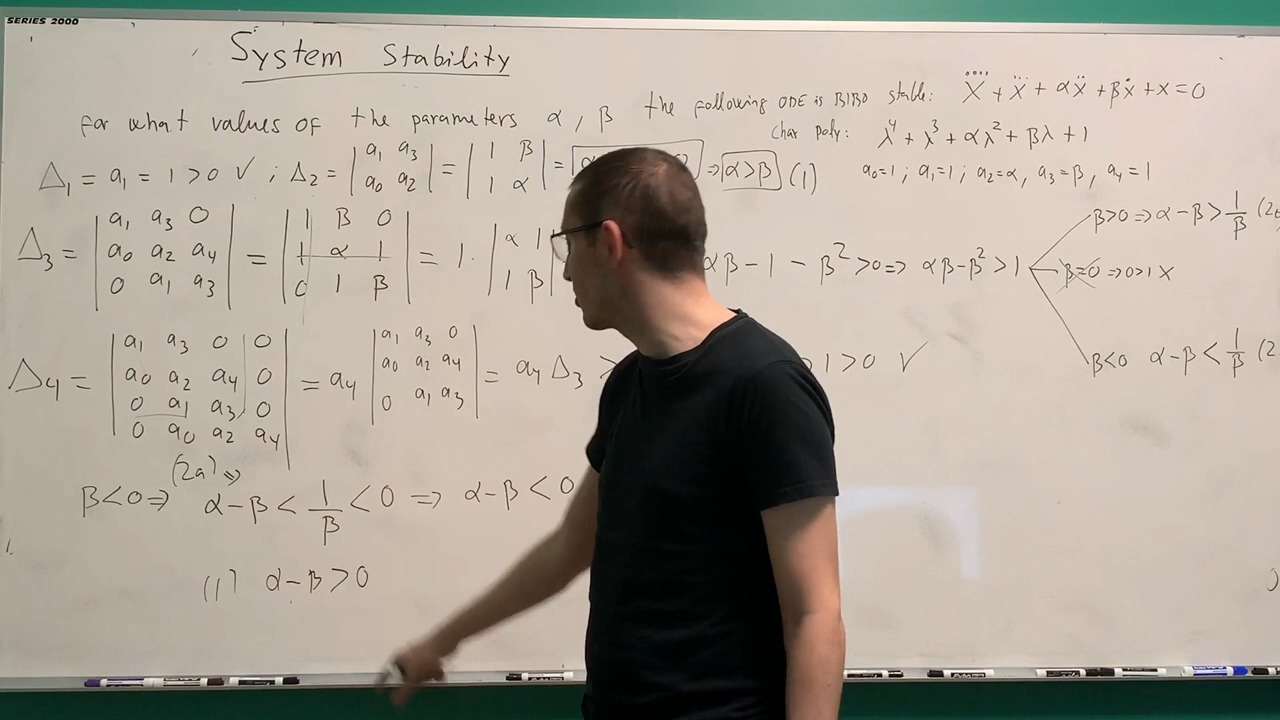 SERIES 2000
System Stability
for what values of the parameters α, β the following ODE is BIBO stable: ẍ̈ + x⃛ + αẍ + βẋ + x = 0
Char poly: λ⁴ + λ³ + αλ² + βλ + 1
Δ₁ = a₁ = 1 > 0 ✓ ; Δ₂ = |a₁ a₃; a₀ a₂| = |1 β; 1 α| = ⇒ α>β (1)
a₀=1 ; a₁=1 ; a₂=α, a₃=β, a₄=1
Δ₃ = |a₁ a₃ 0; a₀ a₂ a₄; 0 a₁ a₃| = |1 β 0; 1 α 1; 0 1 β| = 1· |α 1; 1 β| αβ-1 - β² >0 ⇒ αβ-β² > 1
β>0 ⇒ α-β > 1/β
β=0 ⇒ 0>1 X
β<0 α-β < 1/β (2
Δ₄ = |a₁ a₃ 0 0; a₀ a₂ a₄ 0; 0 a₁ a₃ 0; 0 a₀ a₂ a₄| = a₄ |a₁ a₃ 0; a₀ a₂ a₄; 0 a₁ a₃| = a₄ Δ₃ > 1>0 ✓
(2a) ⇒
β<0 ⇒ α-β < 1/β < 0 ⇒ α-β < 0
(1) α-β > 0